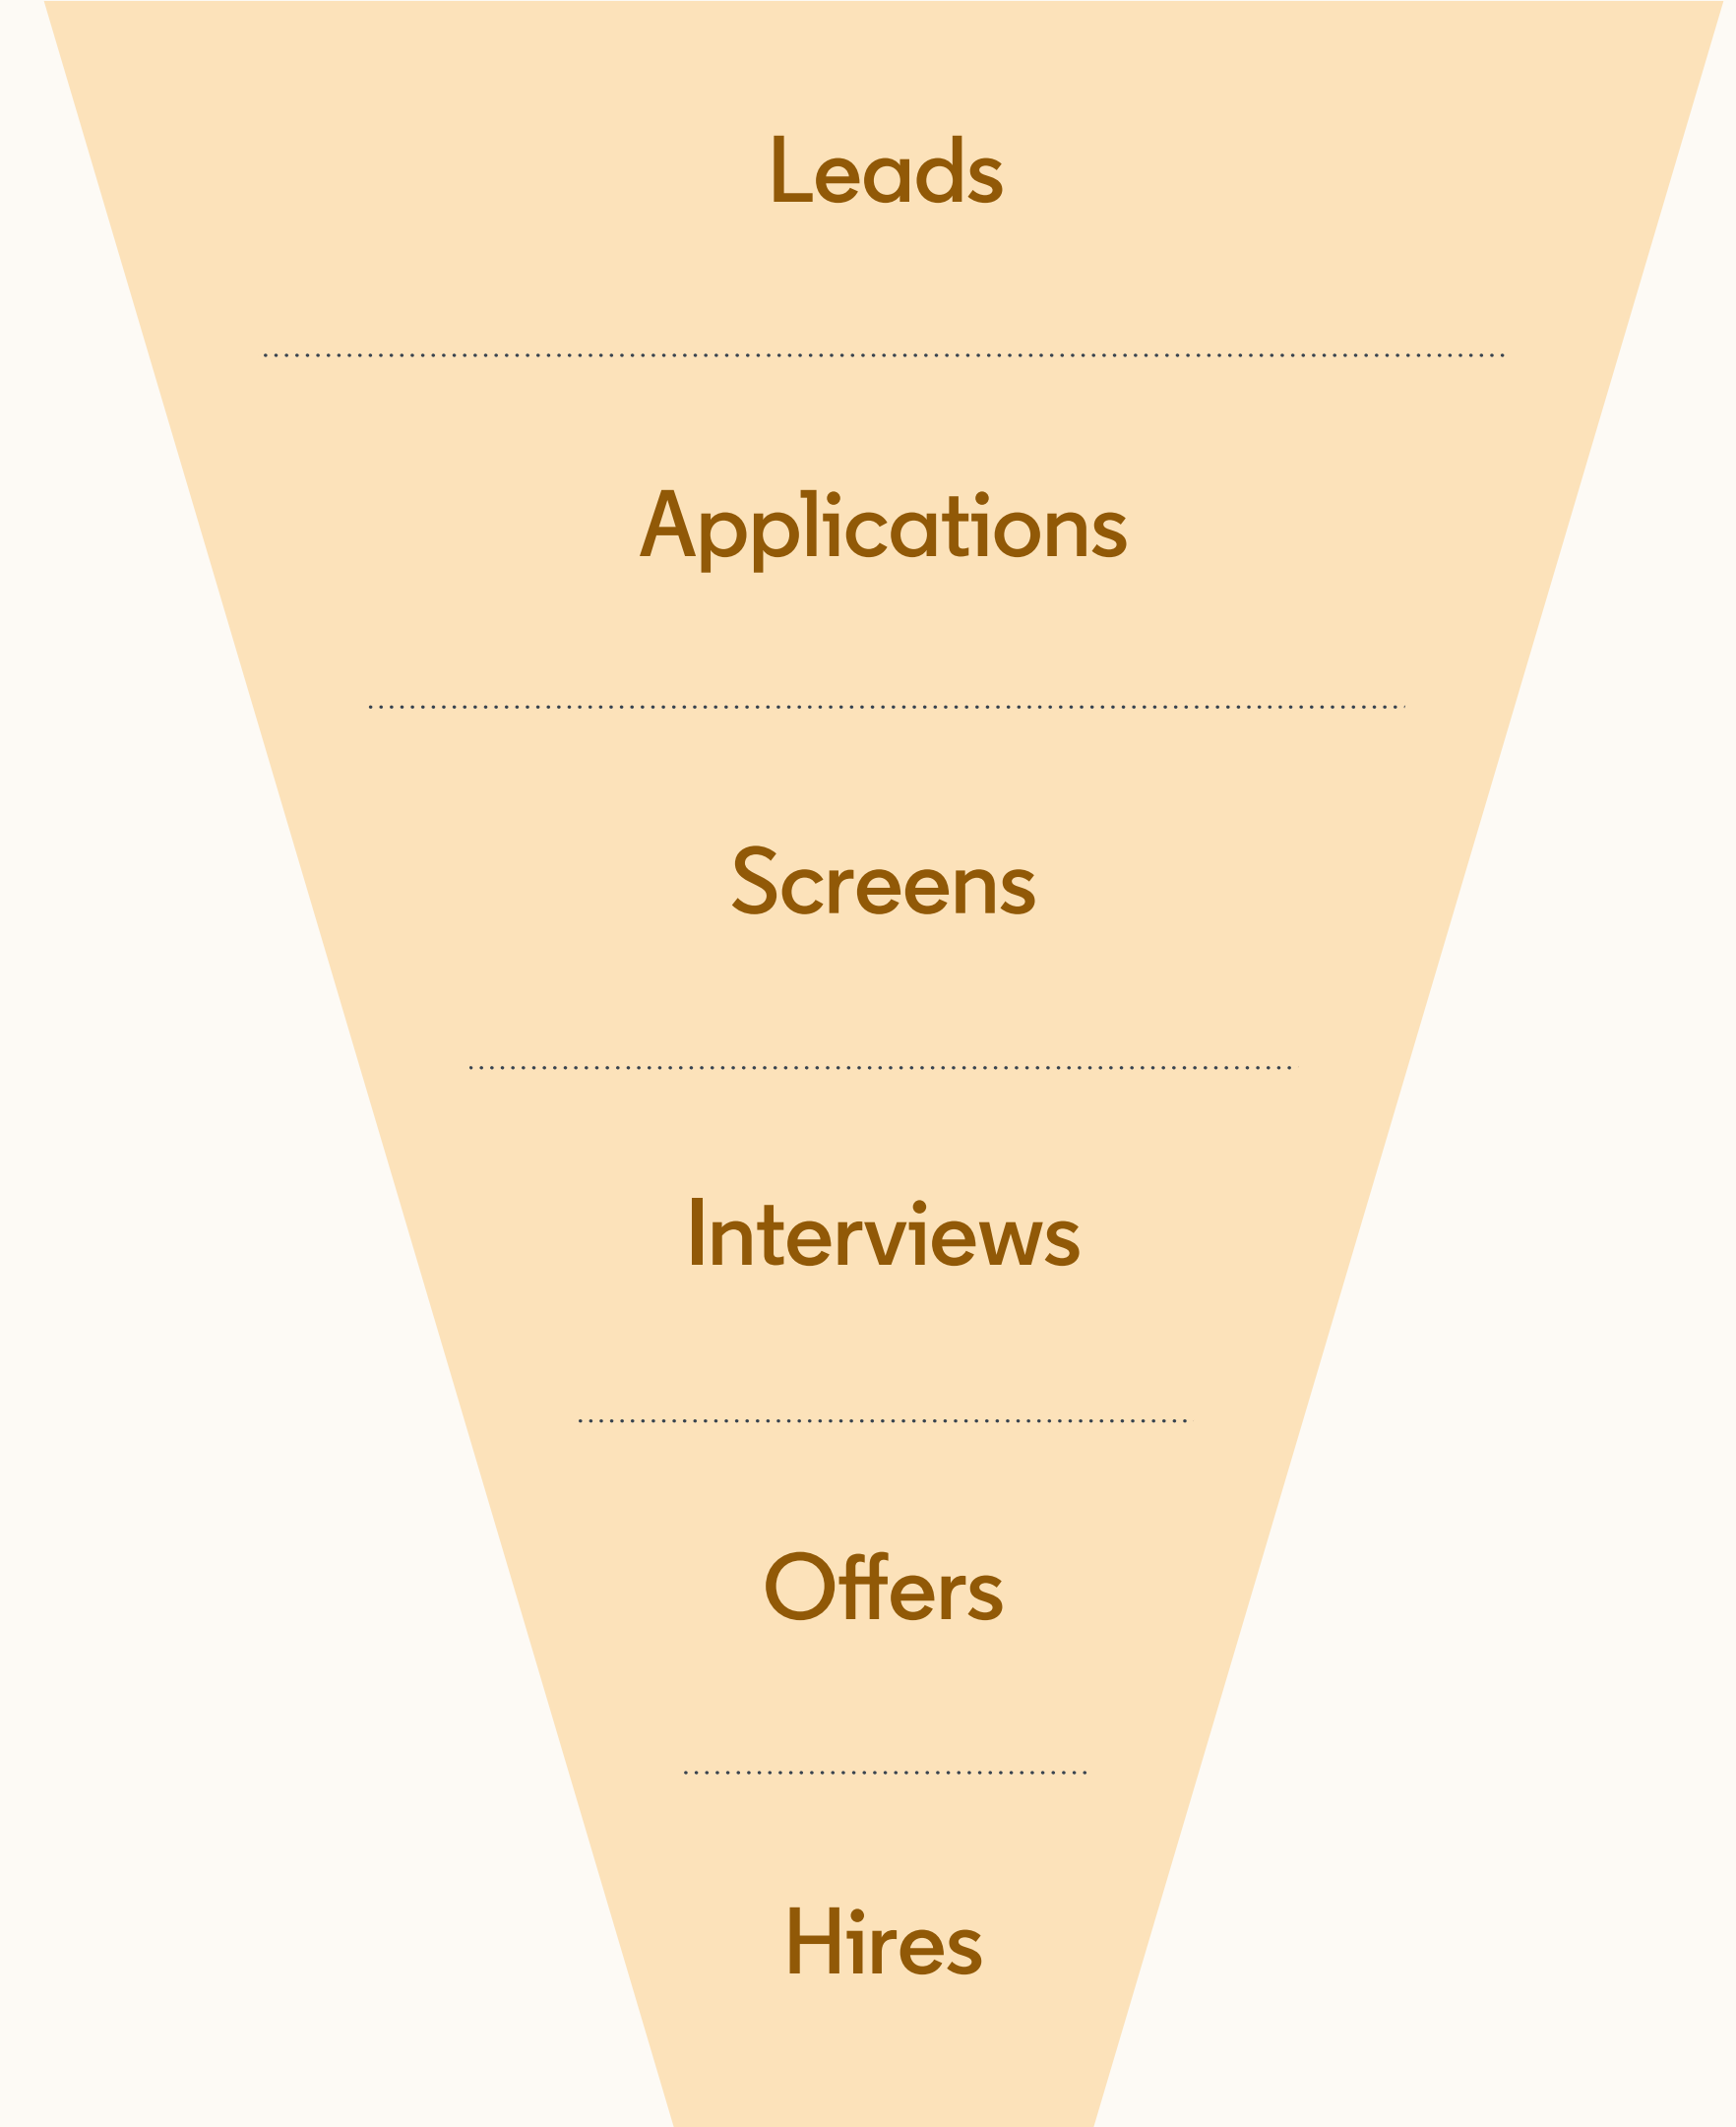 Leads
Applications
Screens
Interviews
Offers
Hires